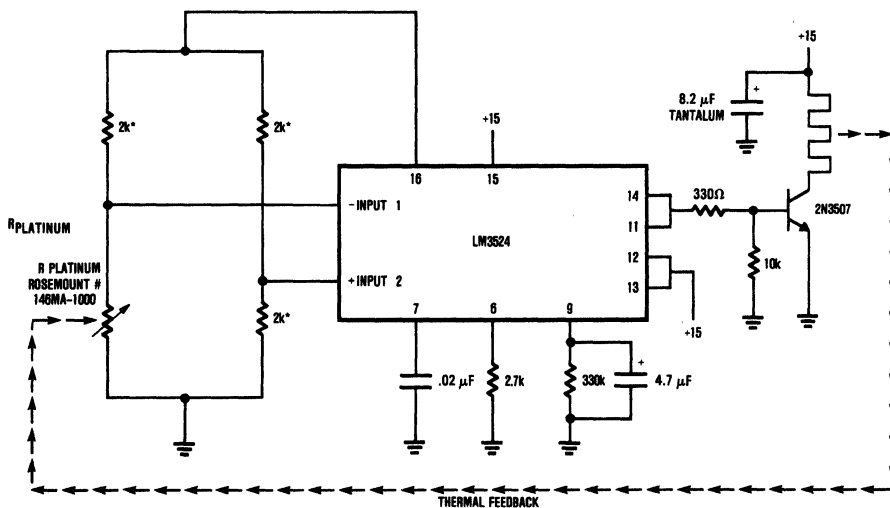 +15
8.2 µF
TANTALUM
+
2k*
2k*
+15
16
15
330Ω
2N3507
– INPUT 1
14
11
LM3524
RPLATINUM
R PLATINUM
ROSEMOUNT #
146MA-1000
+ INPUT 2
12
13
10k
2k*
7
6
9
+15
.02 µF
2.7k
330k
+
4.7 µF
THERMAL FEEDBACK